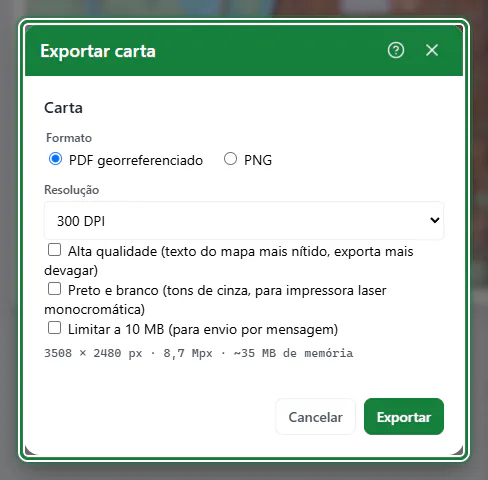 Exportar carta
Carta
Formato
PDF georreferenciado
PNG
Resolução
300 DPI
Alta qualidade (texto do mapa mais nítido, exporta mais
devagar)
Preto e branco (tons de cinza, para impressora laser
monocromática)
Limitar a 10 MB (para envio por mensagem)
3508 × 2480 px · 8,7 Mpx · ~35 MB de memória
Cancelar
Exportar